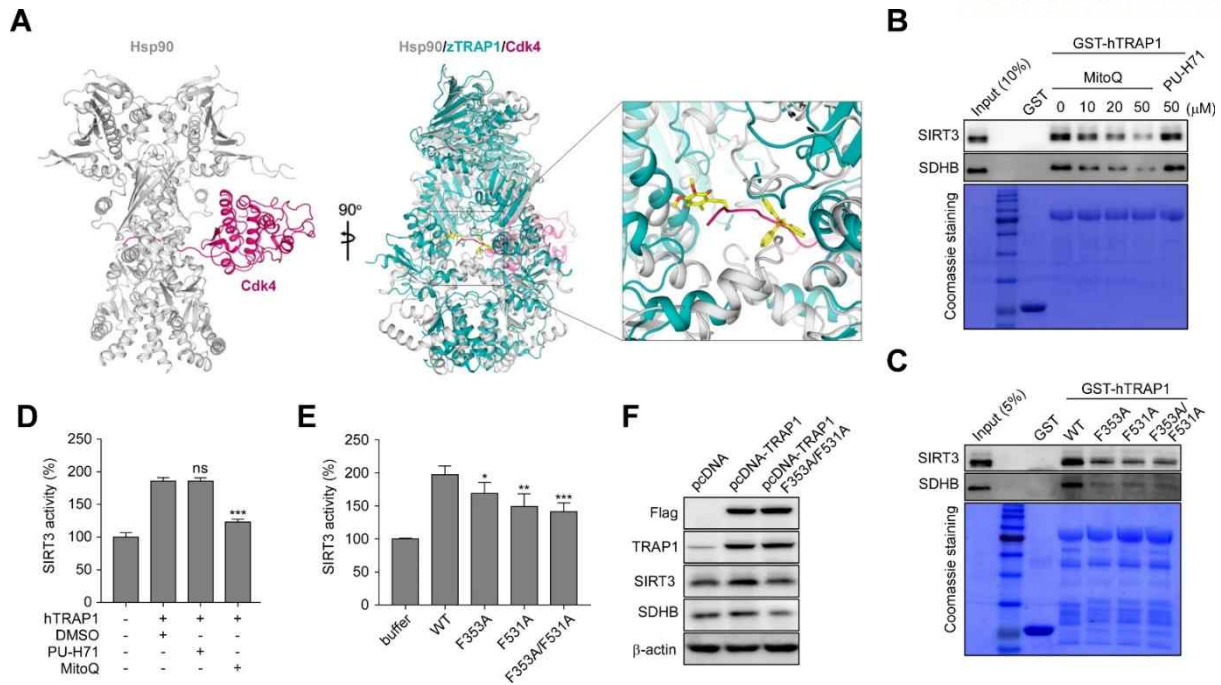 A
Hsp90
Cdk4
90°
Hsp90/zTRAP1/Cdk4
B
GST-hTRAP1
MitoQ
PU-H71
Input (10%)
GST
0 10 20 50 50 (μM)
SIRT3
SDHB
Coomassie staining
C
GST-hTRAP1
Input (5%)
GST
WT
F353A
F531A
F353A/
F531A
SIRT3
SDHB
Coomassie staining
D
SIRT3 activity (%)
250
200
150
100
50
0
ns
***
hTRAP1 - + + +
DMSO - + - -
PU-H71 - - + -
MitoQ - - - +
E
SIRT3 activity (%)
250
200
150
100
50
0
*
**
***
buffer
WT
F353A
F531A
F353A/F531A
F
pcDNA
pcDNA-TRAP1
pcDNA-TRAP1
F353A/F531A
Flag
TRAP1
SIRT3
SDHB
β-actin